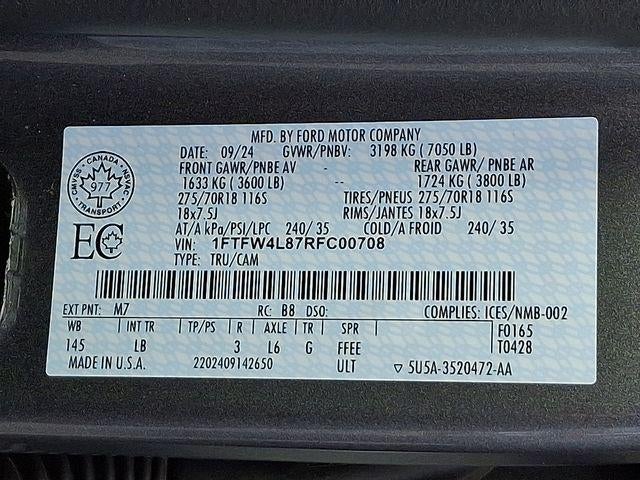 MFD. BY FORD MOTOR COMPANY
DATE: 09/24 GVWR/PNBV: 3198 KG ( 7050 LB)
FRONT GAWR/PNBE AV - REAR GAWR/ PNBE AR
1633 KG ( 3600 LB) -- 1724 KG ( 3800 LB)
275/70R18 116S TIRES/PNEUS 275/70R18 116S
18x7.5J RIMS/JANTES 18x7.5J
AT/A kPa/PSI/LPC 240/ 35 COLD/A FROID 240/ 35
VIN: 1FTFW4L87RFC00708
TYPE: TRU/CAM
CMVSS · CANADA · NSVAC
977
TRANSPORT
EC
EXT PNT: M7 RC: B8 DSO: COMPLIES: ICES/NMB-002
WB INT TR TP/PS R AXLE TR SPR F0165
145 LB 3 L6 G FFEE T0428
MADE IN U.S.A. 2202409142650 ULT ▽ 5U5A-3520472-AA